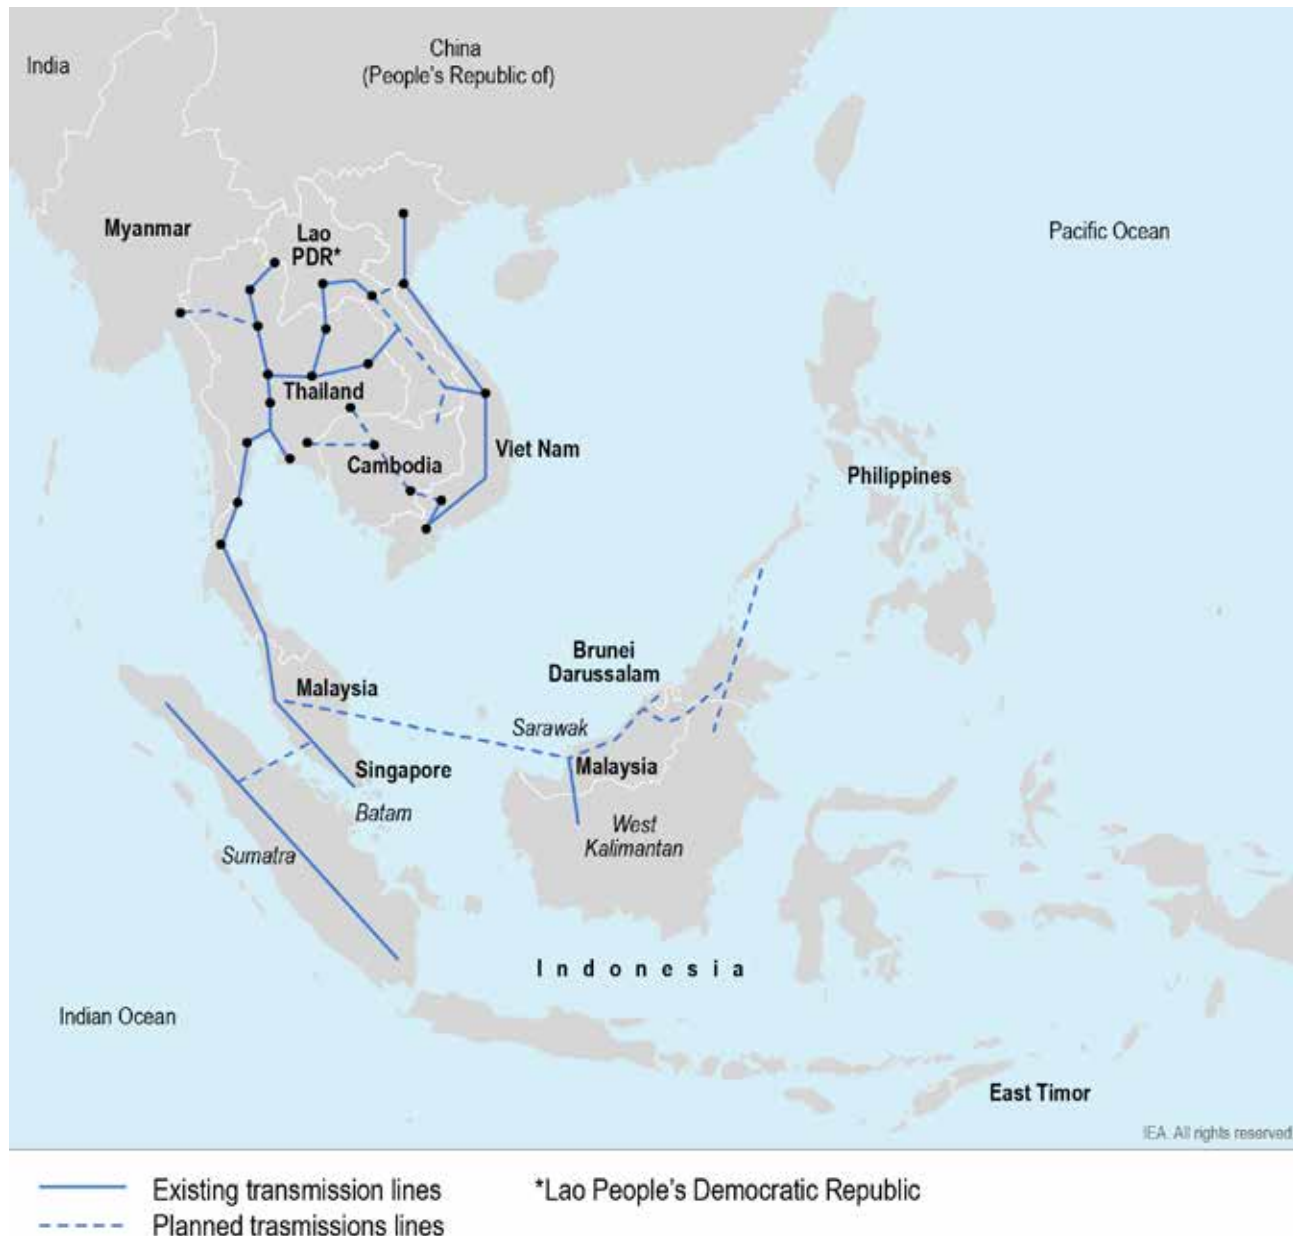 India
China
(People's Republic of)
Myanmar
Lao
PDR*
Pacific Ocean
Thailand
Viet Nam
Cambodia
Philippines
Brunei
Darussalam
Malaysia
Sarawak
Malaysia
Singapore
Batam
West
Kalimantan
Sumatra
Indonesia
Indian Ocean
East Timor
IEA. All rights reserved
Existing transmission lines
*Lao People's Democratic Republic
Planned trasmissions lines